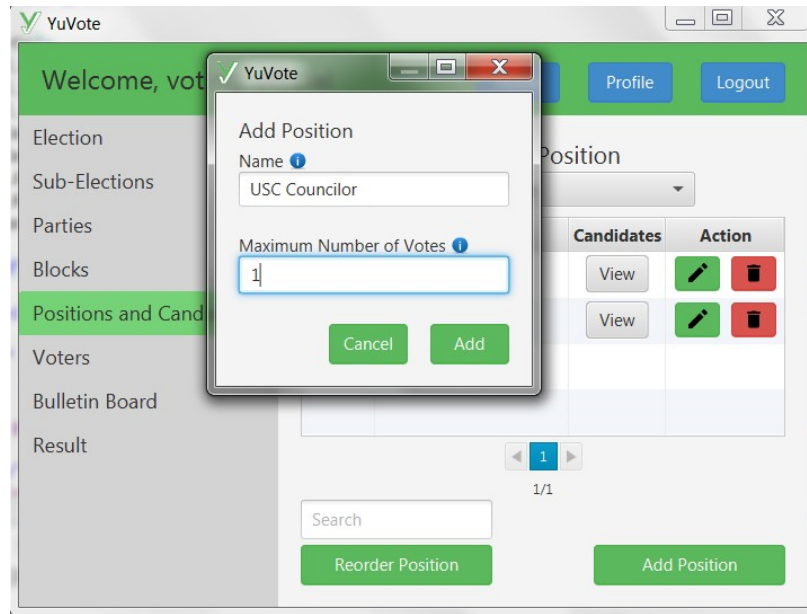 YuVote
Welcome, vot
Profile
Logout
YuVote
Add Position
Name
USC Councilor
Maximum Number of Votes
1
Cancel
Add
Election
Sub-Elections
Parties
Blocks
Positions and Cand
Voters
Bulletin Board
Result
Position
Candidates
Action
View
View
1
1/1
Search
Reorder Position
Add Position